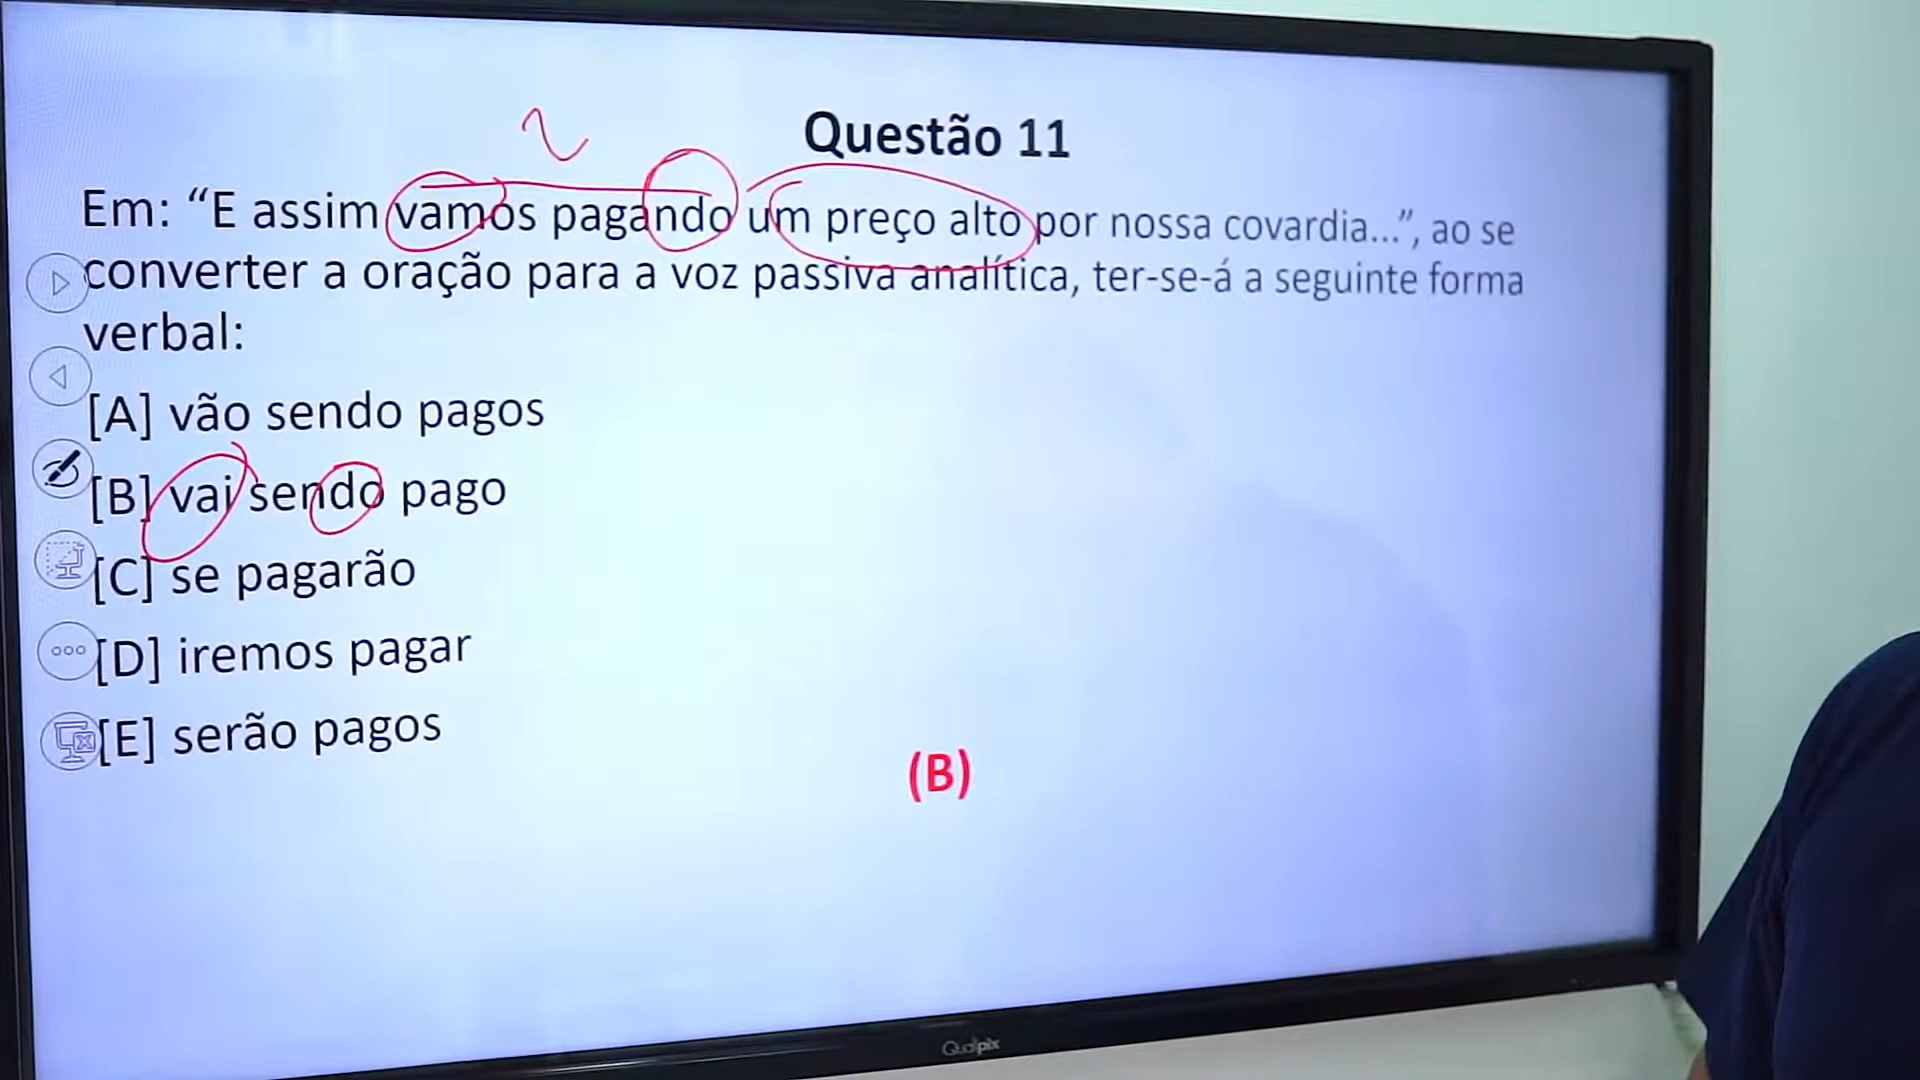 Questão 11
Em: “E assim vamos pagando um preço alto por nossa covardia...”, ao se
converter a oração para a voz passiva analítica, ter-se-á a seguinte forma
verbal:
[A] vão sendo pagos
[B] vai sendo pago
[C] se pagarão
[D] iremos pagar
[E] serão pagos
(B)
Qualipix